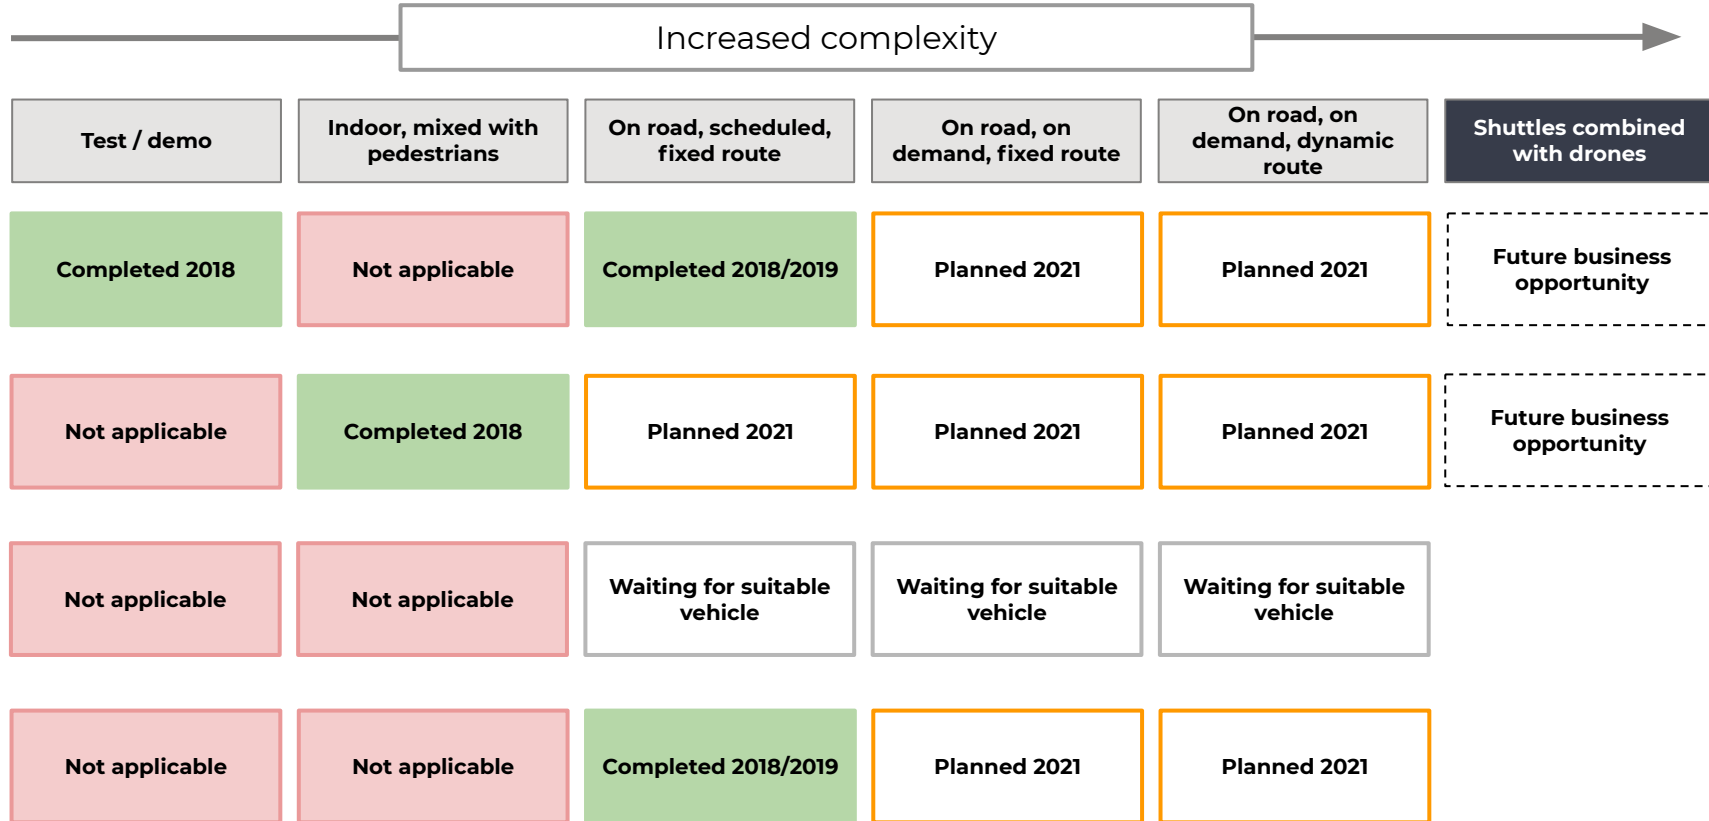 Increased complexity
Test / demo
Indoor, mixed with
pedestrians
On road, scheduled,
fixed route
On road, on
demand, fixed route
On road, on
demand, dynamic
route
Shuttles combined
with drones
Completed 2018
Not applicable
Completed 2018/2019
Planned 2021
Planned 2021
Future business
opportunity
Not applicable
Completed 2018
Planned 2021
Planned 2021
Planned 2021
Future business
opportunity
Not applicable
Not applicable
Waiting for suitable
vehicle
Waiting for suitable
vehicle
Waiting for suitable
vehicle
Not applicable
Not applicable
Completed 2018/2019
Planned 2021
Planned 2021